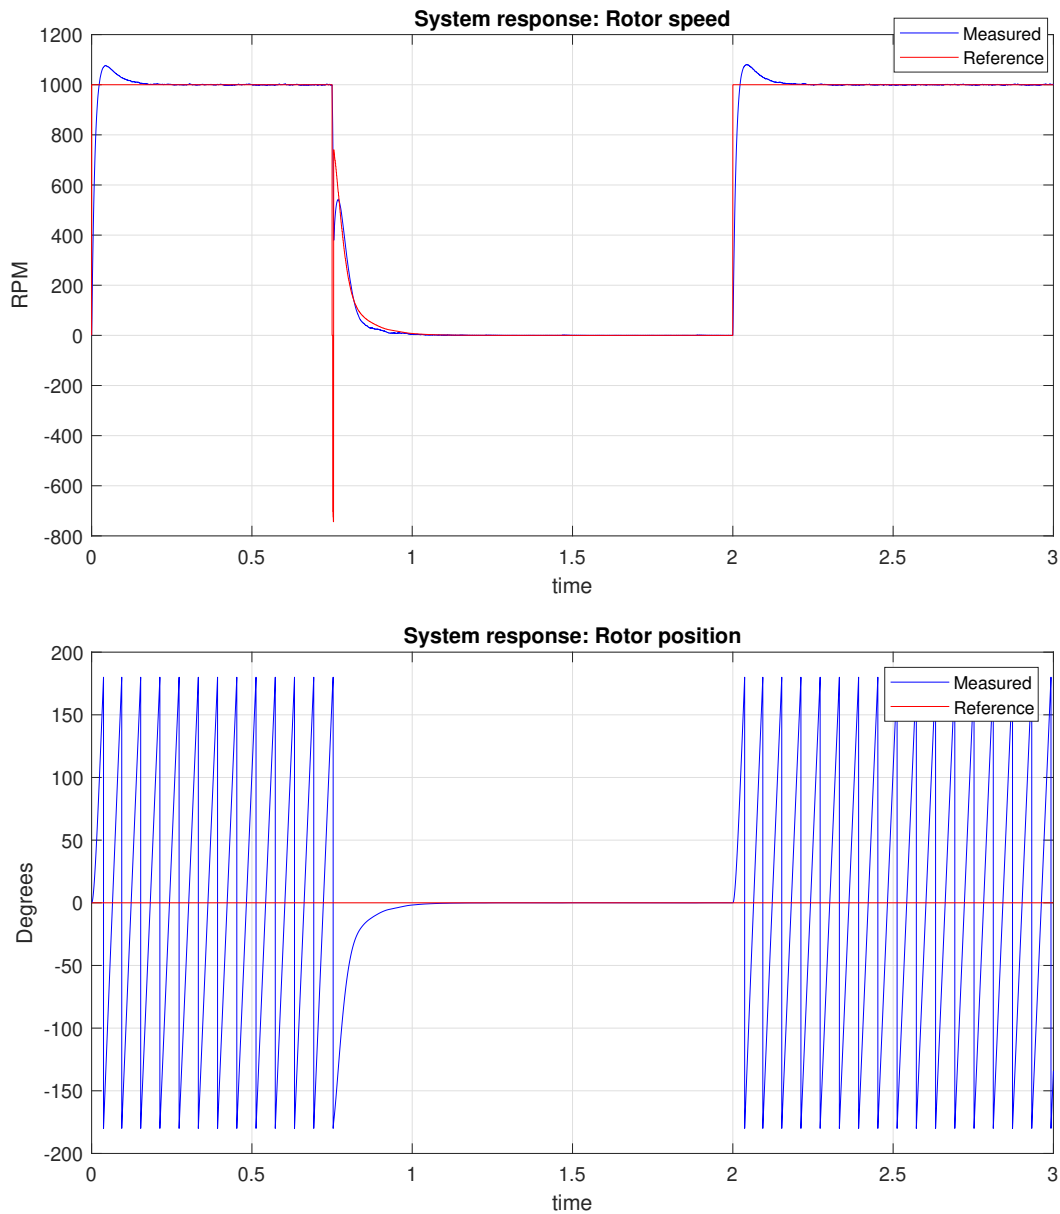 System response: Rotor speed
Measured
Reference
1200
1000
800
600
400
200
0
-200
-400
-600
-800
RPM
0 0.5 1 1.5 2 2.5 3
time
System response: Rotor position
Measured
Reference
200
150
100
50
0
-50
-100
-150
-200
Degrees
0 0.5 1 1.5 2 2.5 3
time